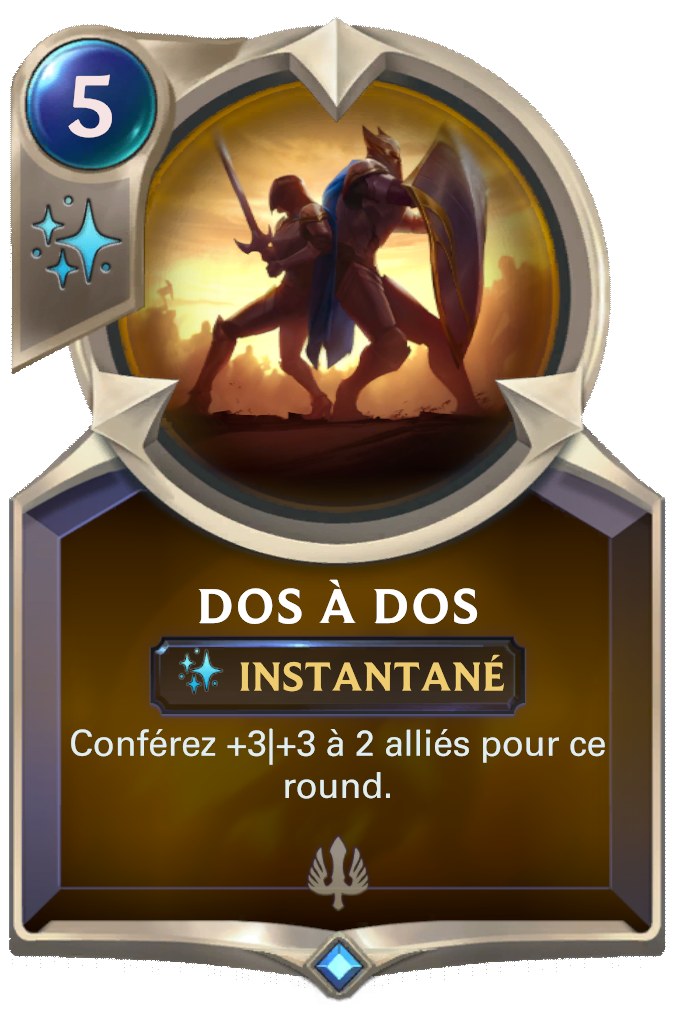 5
DOS À DOS
INSTANTANÉ
Conférez +3|+3 à 2 alliés pour ce
round.